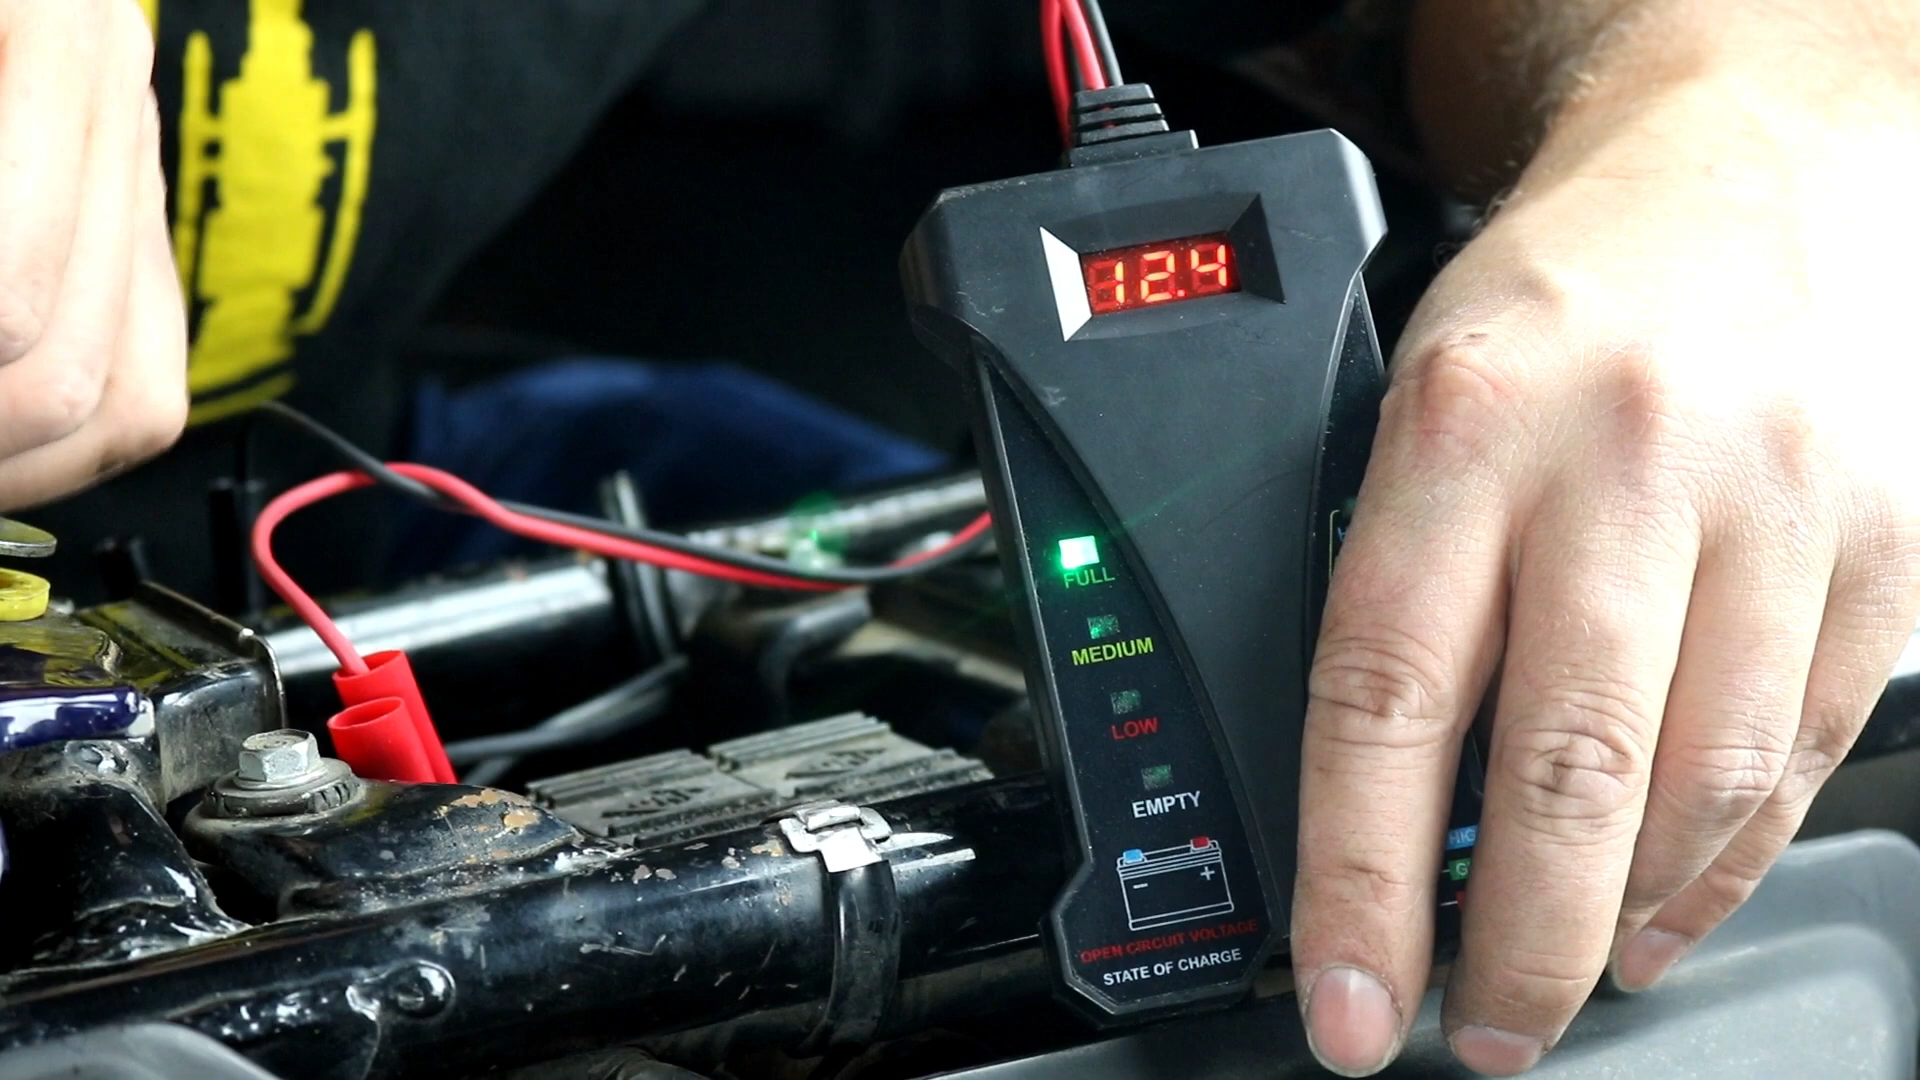 12.4
FULL
MEDIUM
LOW
EMPTY
- +
OPEN CIRCUIT VOLTAGE
STATE OF CHARGE